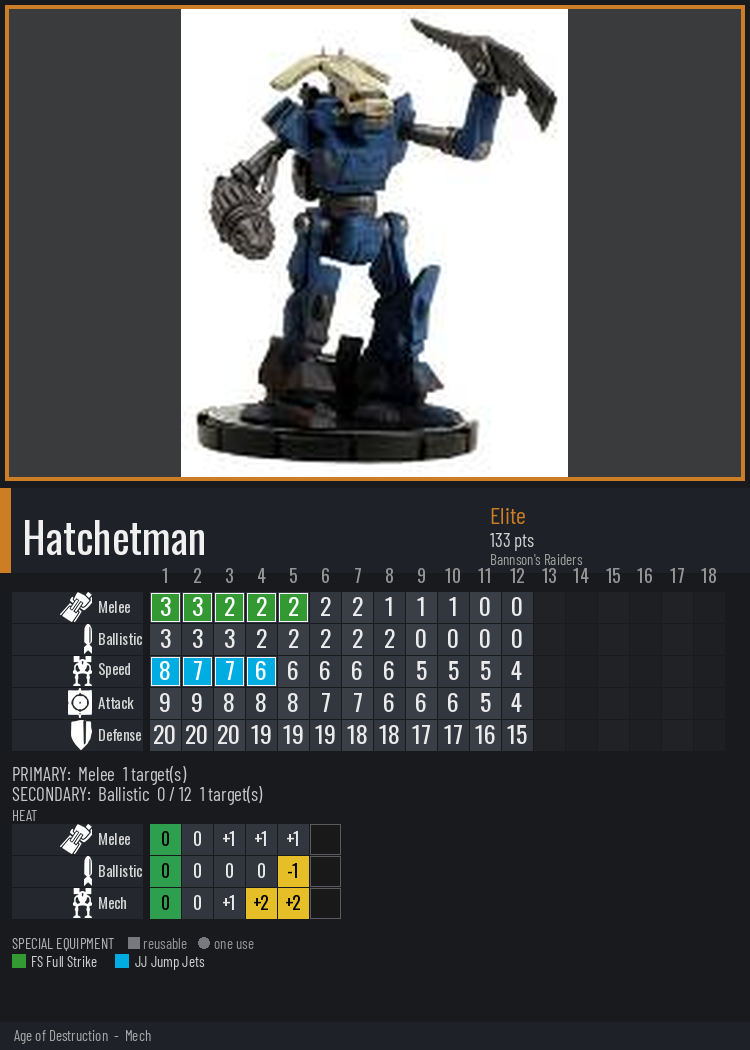 Hatchetman
Elite
133 pts
Bannson's Raiders
1 2 3 4 5 6 7 8 9 10 11 12 13 14 15 16 17 18
Melee 3 3 2 2 2 2 2 1 1 1 0 0
Ballistic 3 3 3 2 2 2 2 2 0 0 0 0
Speed 8 7 7 6 6 6 6 6 5 5 5 4
Attack 9 9 8 8 8 7 7 6 6 6 5 4
Defense 20 20 20 19 19 19 18 18 17 17 16 15
PRIMARY: Melee 1 target(s)
SECONDARY: Ballistic 0 / 12 1 target(s)
HEAT
Melee 0 0 +1 +1 +1
Ballistic 0 0 0 0 -1
Mech 0 0 +1 +2 +2
SPECIAL EQUIPMENT reusable one use
FS Full Strike JJ Jump Jets
Age of Destruction - Mech